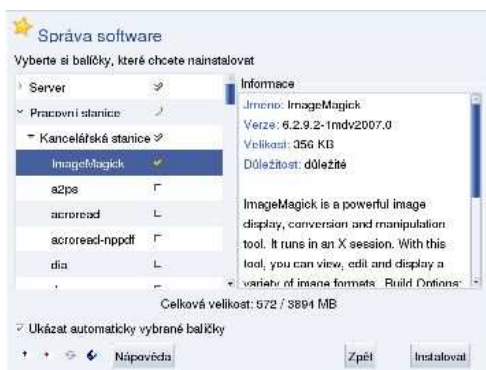 Správa software
Vyberte si balíčky, které chcete nainstalovat
Server
Pracovní stanice
Kancelářská stanice
ImageMagick
a2ps
acroread
acroread-nppdf
dia
Informace
Jméno: ImageMagick
Verze: 6.2.9.2-1mdv2007.0
Velikost: 356 KB
Důležitost: důležité
ImageMagick is a powerful image
display, conversion and manipulation
tool. It runs in an X session. With this
tool, you can view, edit and display a
variety of image formats. Build Options:
Celková velikost: 572 / 3894 MB
Ukázat automaticky vybrané balíčky
Nápověda
Zpět
Instalovat